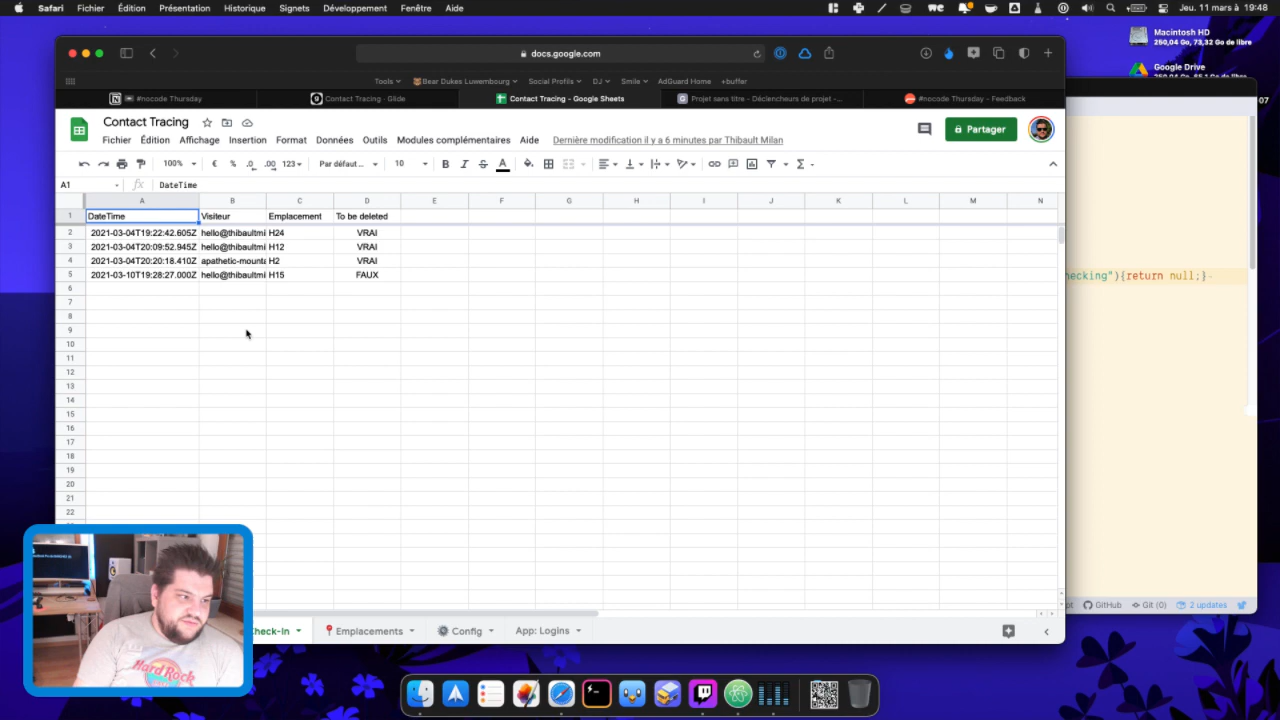 Safari Fichier Édition Présentation Historique Signets Développement Fenêtre Aide Jeu. 11 mars à 19:48
Macintosh HD
250,04 Go, 73,32 Go de libre
Google Drive
docs.google.com
Tools Bear Dukes Luxembourg Social Profils DJ Smile AdGuard Home +buffer
#nocode Thursday Contact Tracing · Glide Contact Tracing - Google Sheets Projet sans titre - Déclencheurs de projet -... #nocode Thursday - Feedback
07
Contact Tracing
Partager
Fichier Édition Affichage Insertion Format Données Outils Modules complémentaires Aide Dernière modification il y a 6 minutes par Thibault Milan
100% € % .0 .00 123 Par défaut ... 10 B I S A Σ
A1 fx DateTime
A B C D E F G H I J K L M N
1 DateTime Visiteur Emplacement To be deleted
2 2021-03-04T19:22:42.605Z hello@thibaultmi H24 VRAI
3 2021-03-04T20:09:52.945Z hello@thibaultmi H12 VRAI
4 2021-03-04T20:20:18.410Z apathetic-mounta H2 VRAI
5 2021-03-10T19:28:27.000Z hello@thibaultmi H15 FAUX
hecking"){return null;}
6
7
8
9
10
11
12
13
14
15
16
17
18
19
20
21
22
GitHub Git (0) 2 updates
Check-In Emplacements Config App: Logins
Hard Rock